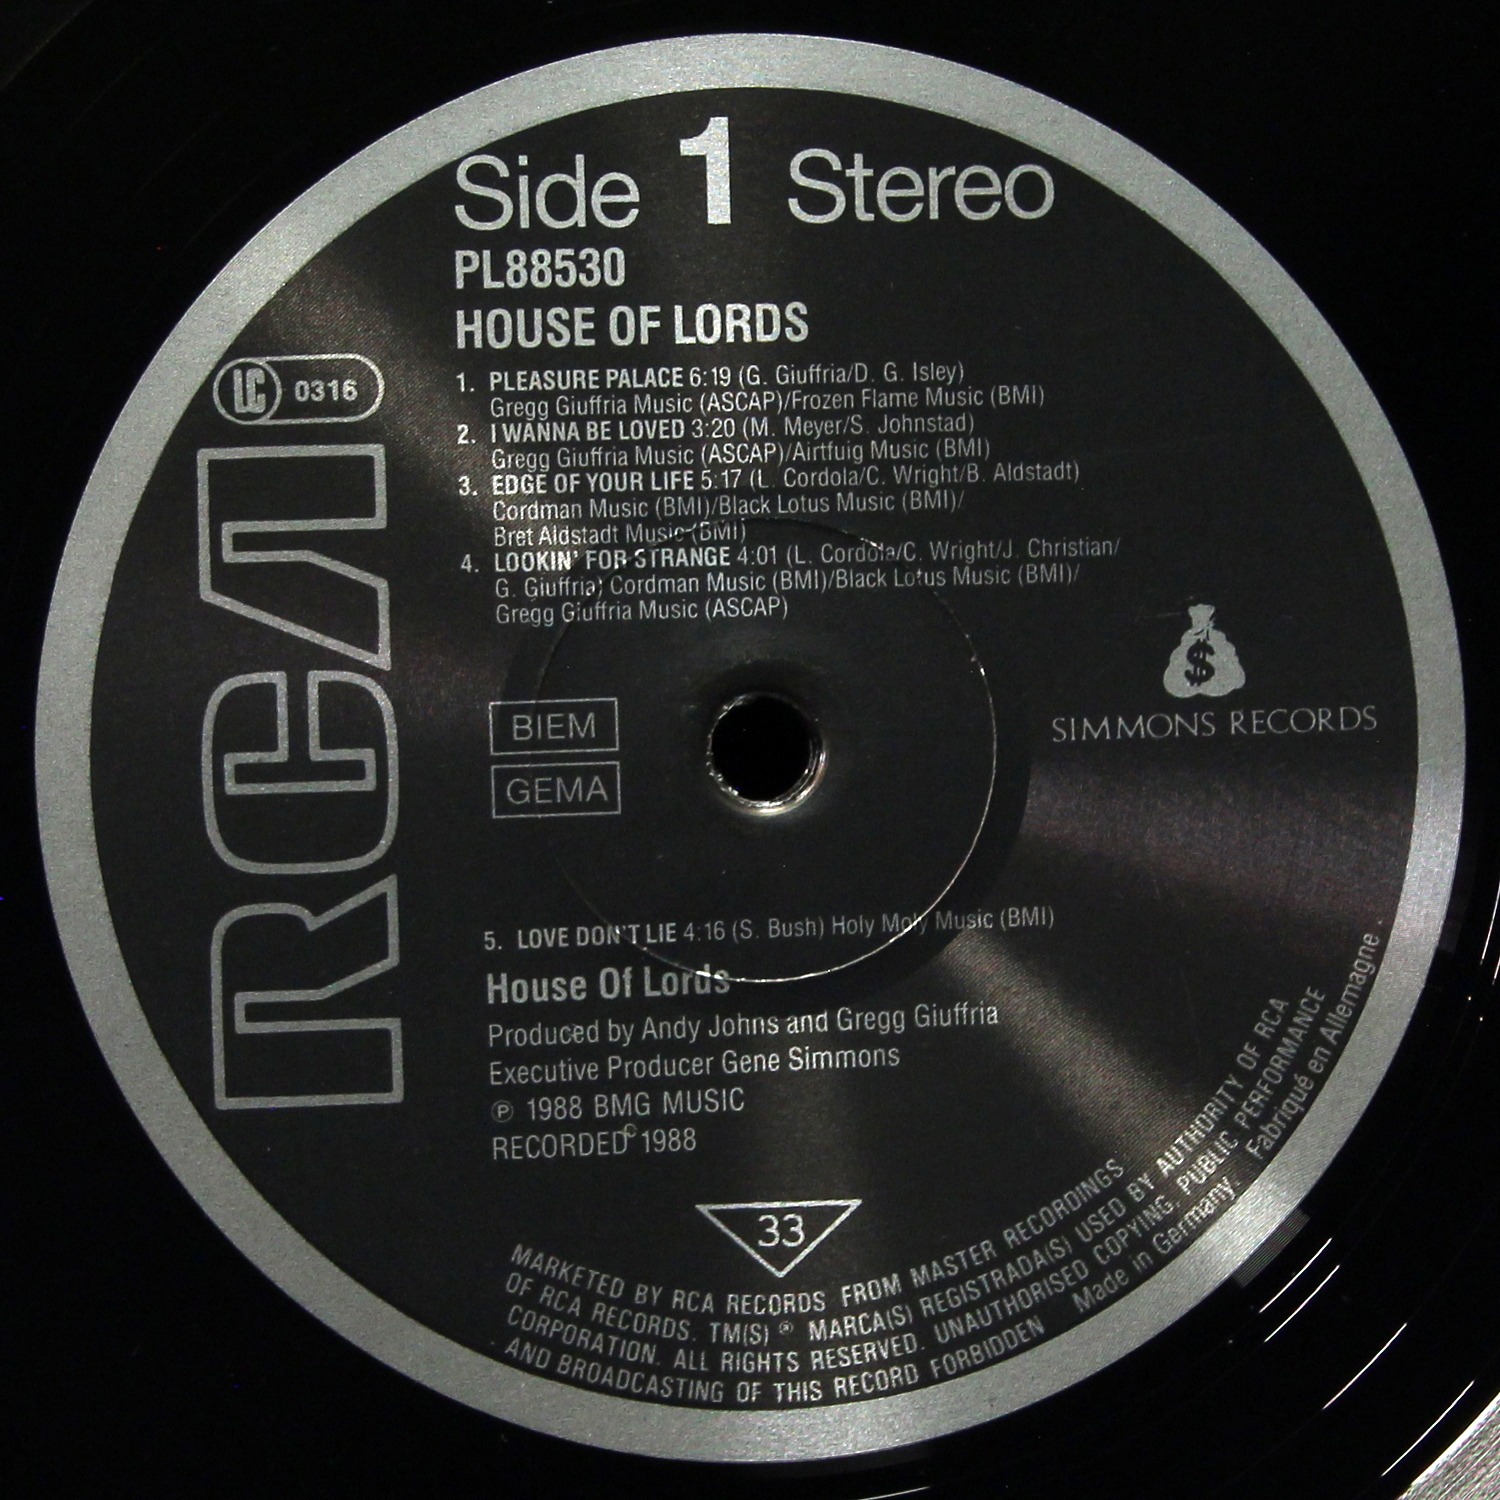 Side 1 Stereo
PL88530
HOUSE OF LORDS
LC 0316
RCA
1. PLEASURE PALACE 6:19 (G. Giuffria/D. G. Isley)
Gregg Giuffria Music (ASCAP)/Frozen Flame Music (BMI)
2. I WANNA BE LOVED 3:20 (M. Meyer/S. Johnstad)
Gregg Giuffria Music (ASCAP)/Airtfuig Music (BMI)
3. EDGE OF YOUR LIFE 5:17 (L. Cordola/C. Wright/B. Aldstadt)
Cordman Music (BMI)/Black Lotus Music (BMI)/
Bret Aldstadt Music (BMI)
4. LOOKIN' FOR STRANGE 4:01 (L. Cordola/C. Wright/J. Christian/
G. Giuffria) Cordman Music (BMI)/Black Lotus Music (BMI)/
Gregg Giuffria Music (ASCAP)
$
SIMMONS RECORDS
BIEM
GEMA
5. LOVE DON'T LIE 4:16 (S. Bush) Holy Moly Music (BMI)
House Of Lords
Produced by Andy Johns and Gregg Giuffria
Executive Producer Gene Simmons
℗ 1988 BMG MUSIC
RECORDED 1988
33
MARKETED BY RCA RECORDS FROM MASTER RECORDINGS
OF RCA RECORDS. TM(S) ® MARCA(S) REGISTRADA(S) USED BY AUTHORITY OF RCA
CORPORATION. ALL RIGHTS RESERVED. UNAUTHORISED COPYING, PUBLIC PERFORMANCE
AND BROADCASTING OF THIS RECORD FORBIDDEN Made in Germany. Fabriqué en Allemagne.